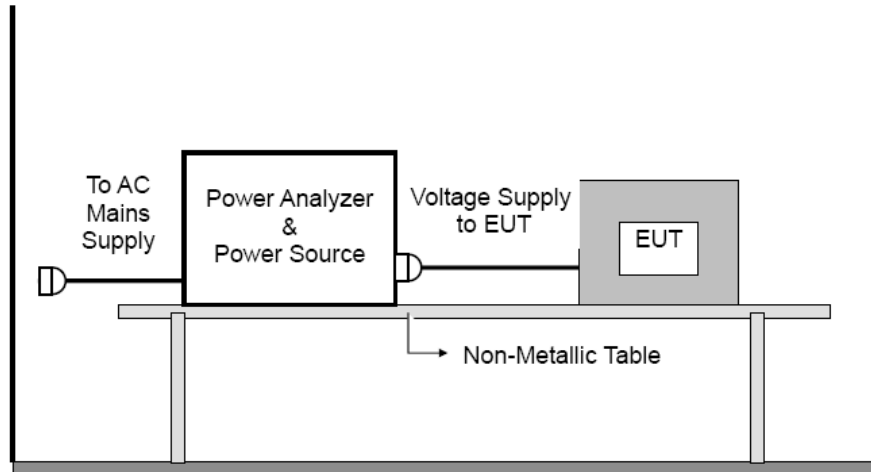 To AC
Mains
Supply
Power Analyzer
&
Power Source
Voltage Supply
to EUT
EUT
Non-Metallic Table